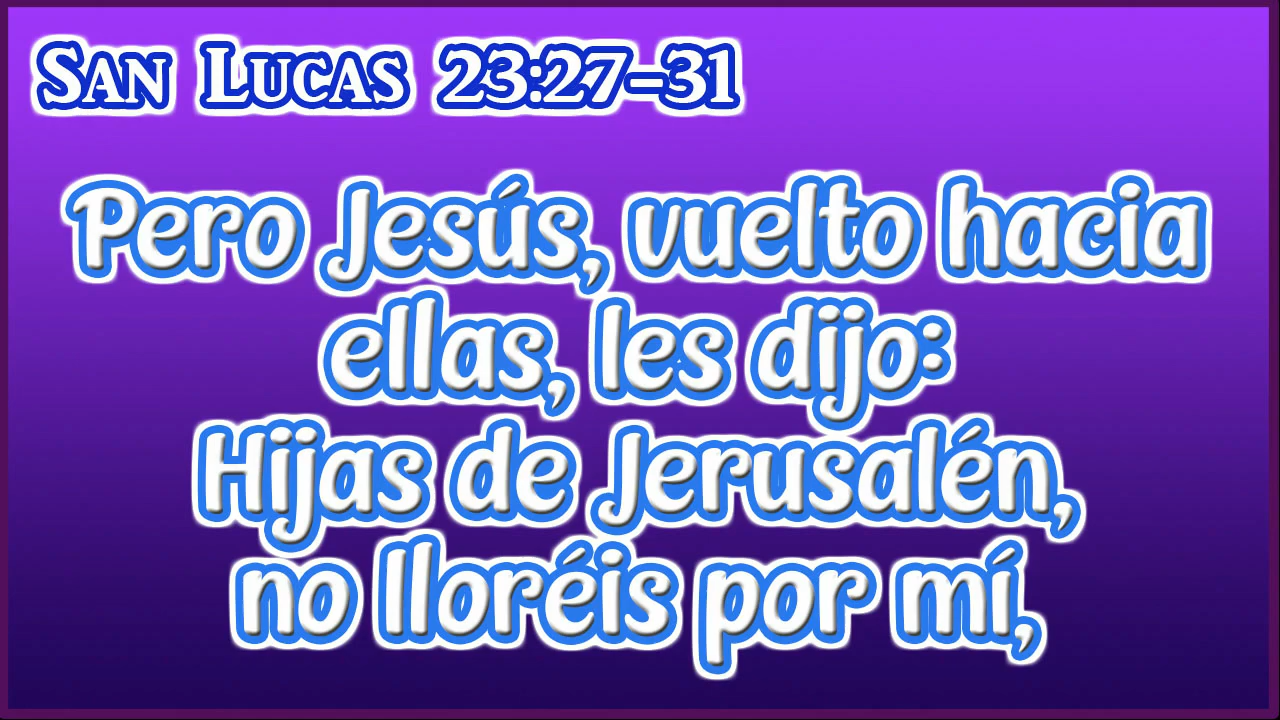 San Lucas 23:27-31
Pero Jesús, vuelto hacia
ellas, les dijo:
Hijas de Jerusalén,
no lloréis por mí,